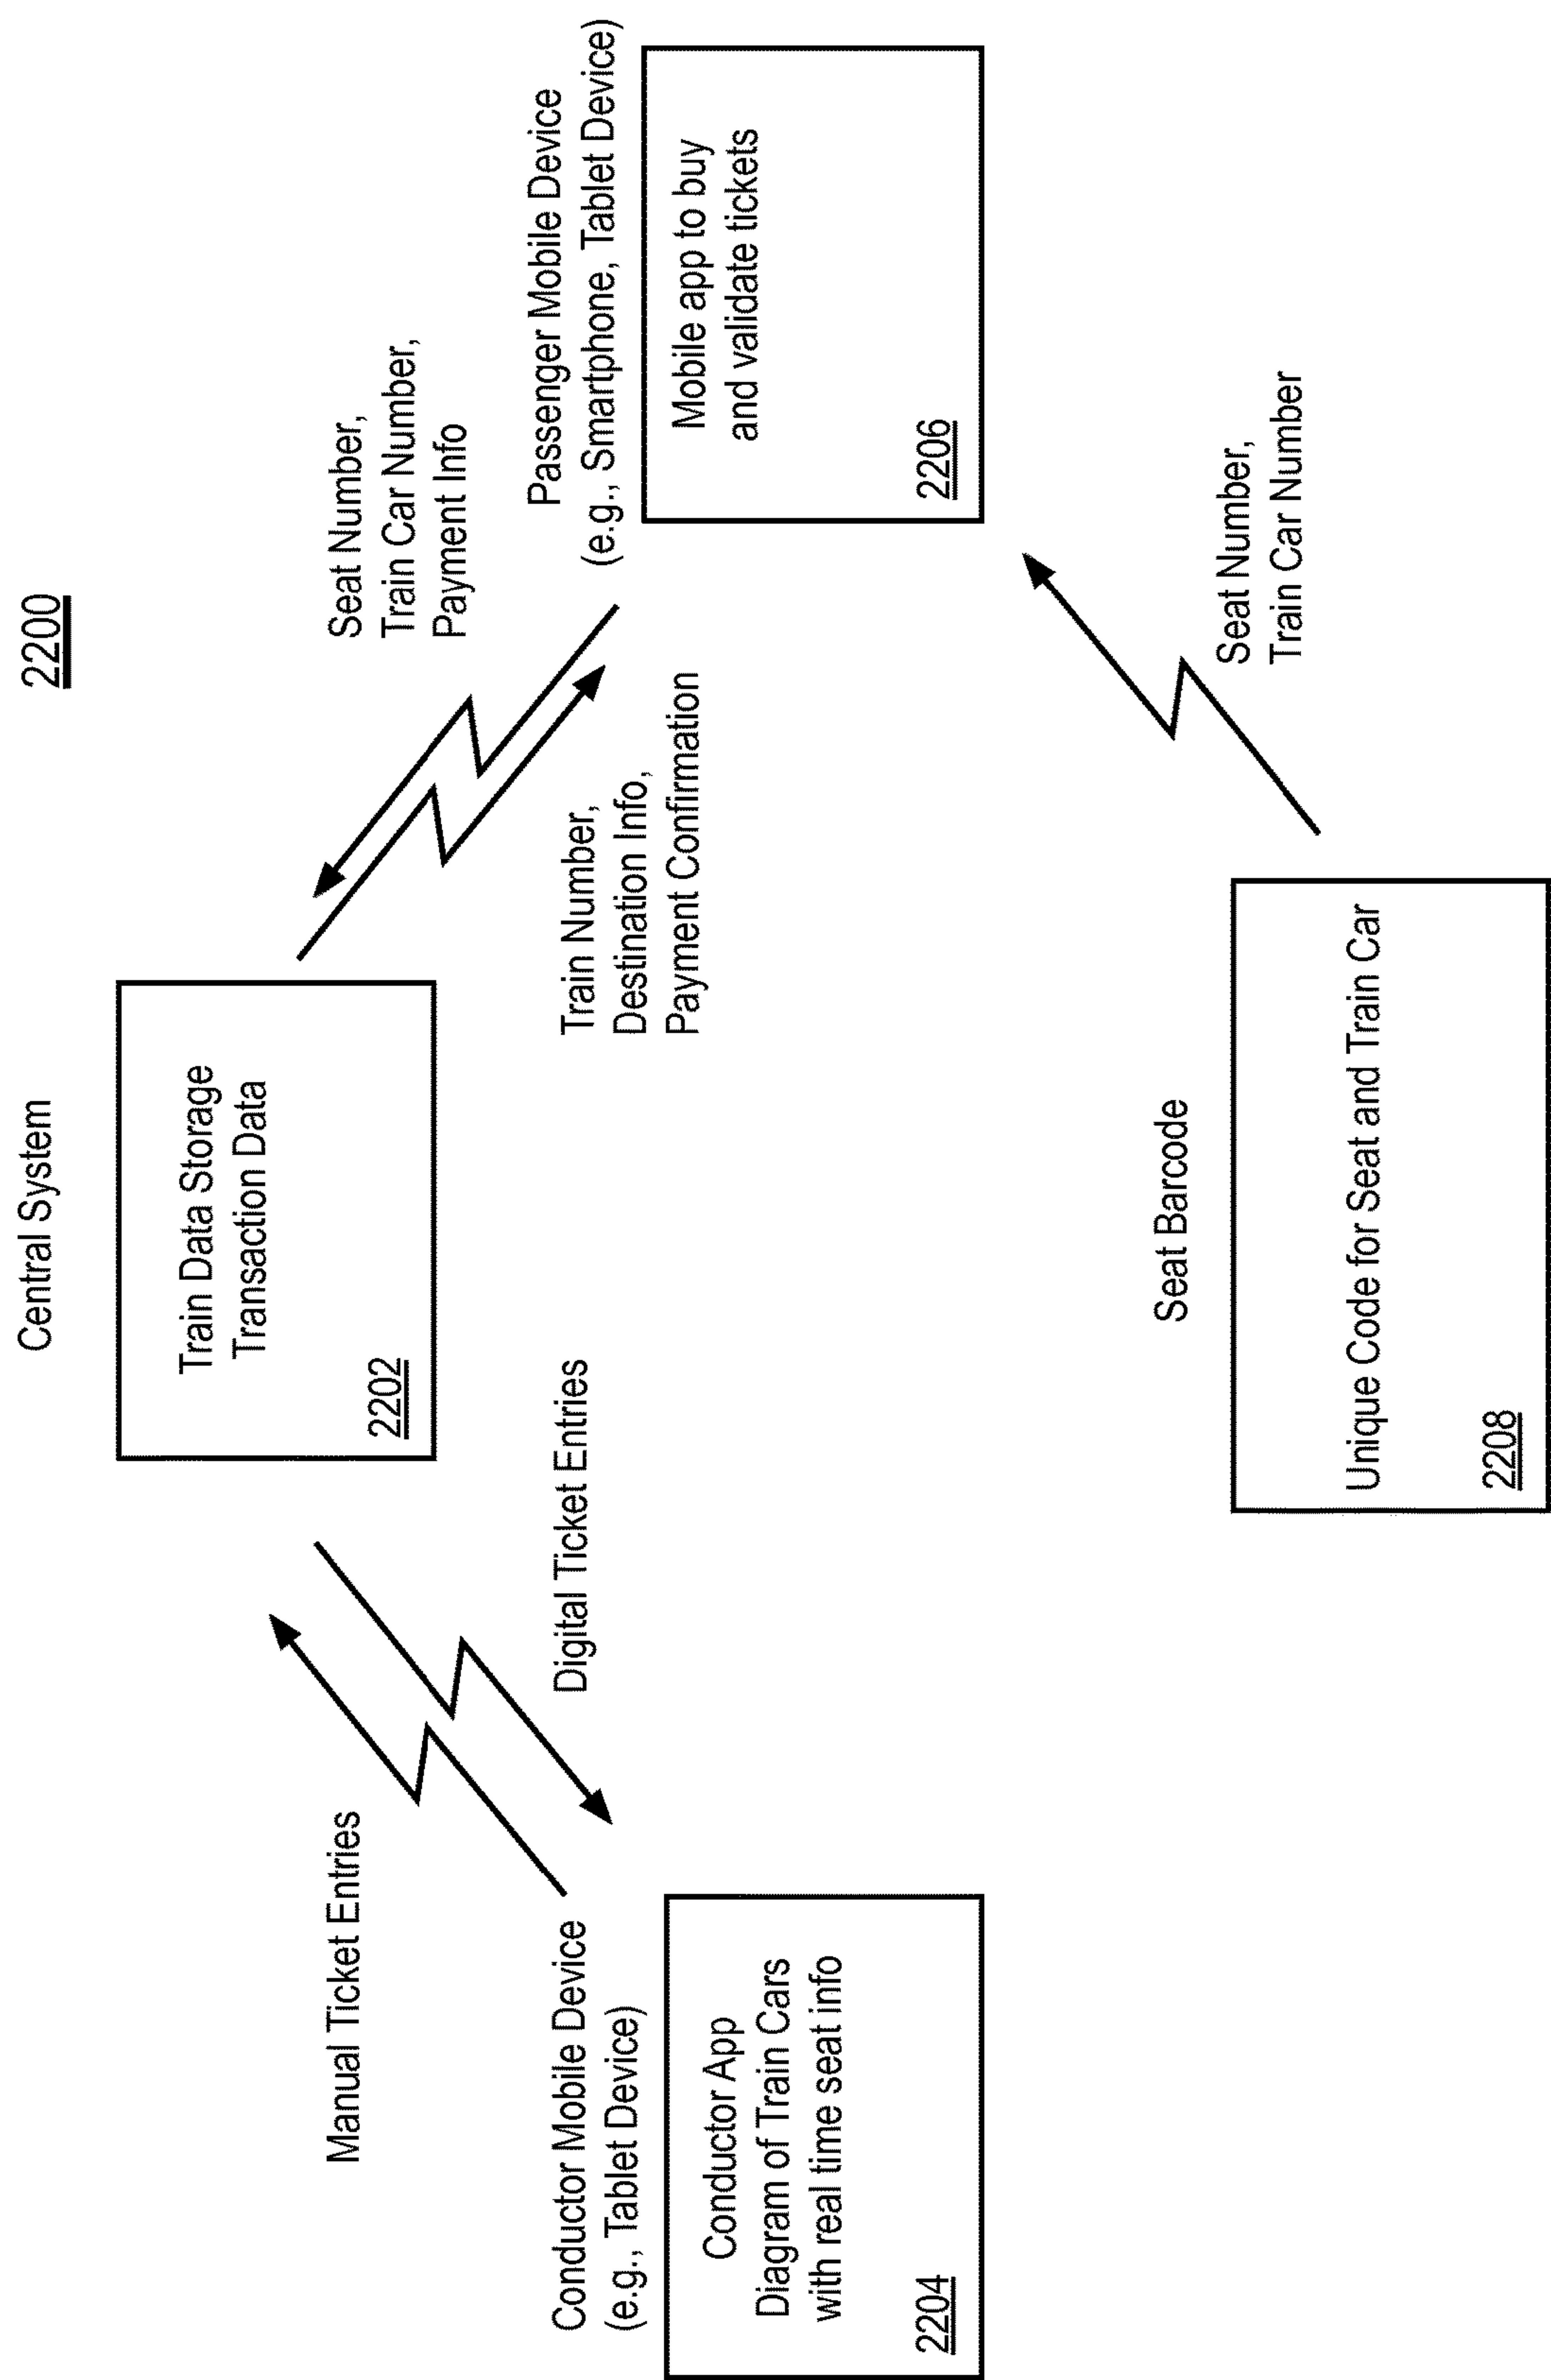 2200
Central System
Train Data Storage
Transaction Data
2202
Manual Ticket Entries
Digital Ticket Entries
Seat Number,
Train Car Number,
Payment Info
Train Number,
Destination Info,
Payment Confirmation
Conductor Mobile Device
(e.g., Tablet Device)
Conductor App
Diagram of Train Cars
with real time seat info
2204
Passenger Mobile Device
(e.g., Smartphone, Tablet Device)
Mobile app to buy
and validate tickets
2206
Seat Number,
Train Car Number
Seat Barcode
Unique Code for Seat and Train Car
2208